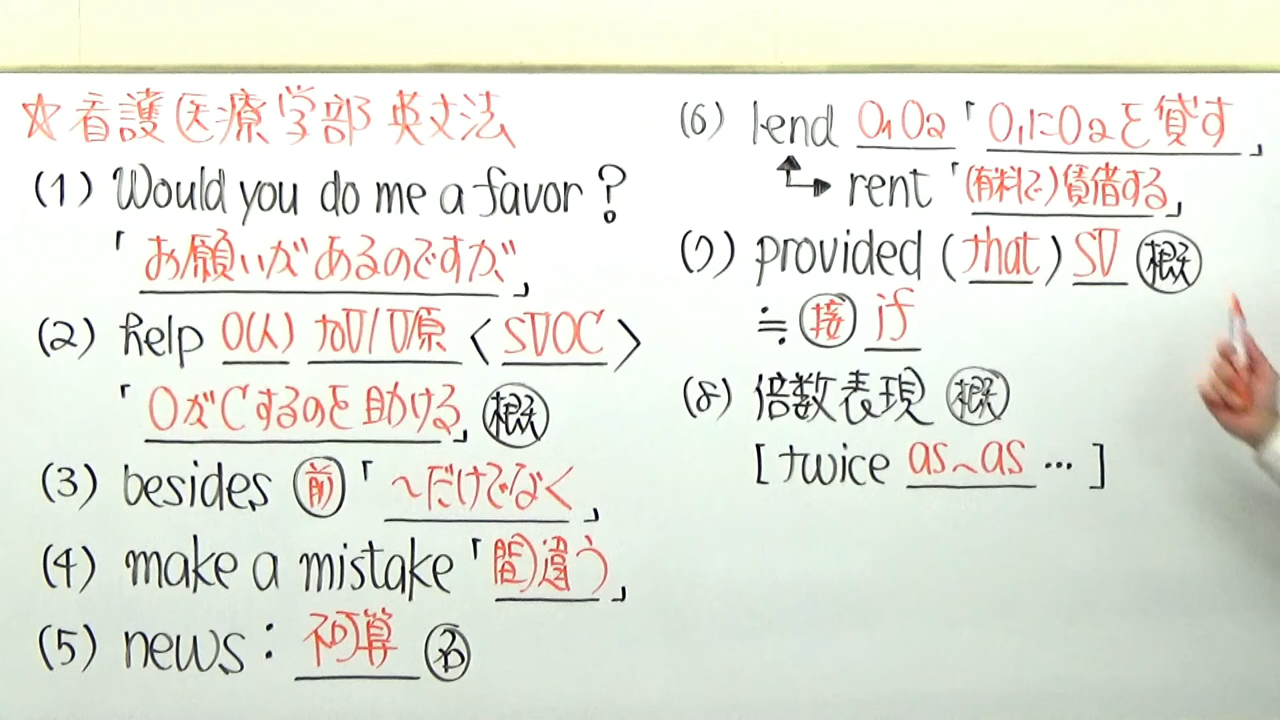 ☆看護医療学部 英文法
(1) Would you do me a favor?
「お願いがあるのですが」
(2) help O(人) to V/V原 <SVOC>
「OがCするのを助ける」概
(3) besides 前「〜だけでなく」
(4) make a mistake「間違う」
(5) news: 不可算 名
(6) lend O₁ O₂「O₁にO₂を貸す」
rent「(有料で)賃借する」
(7) provided (that) SV 概
≒ 接 if
(8) 倍数表現 概
[twice as〜as…]